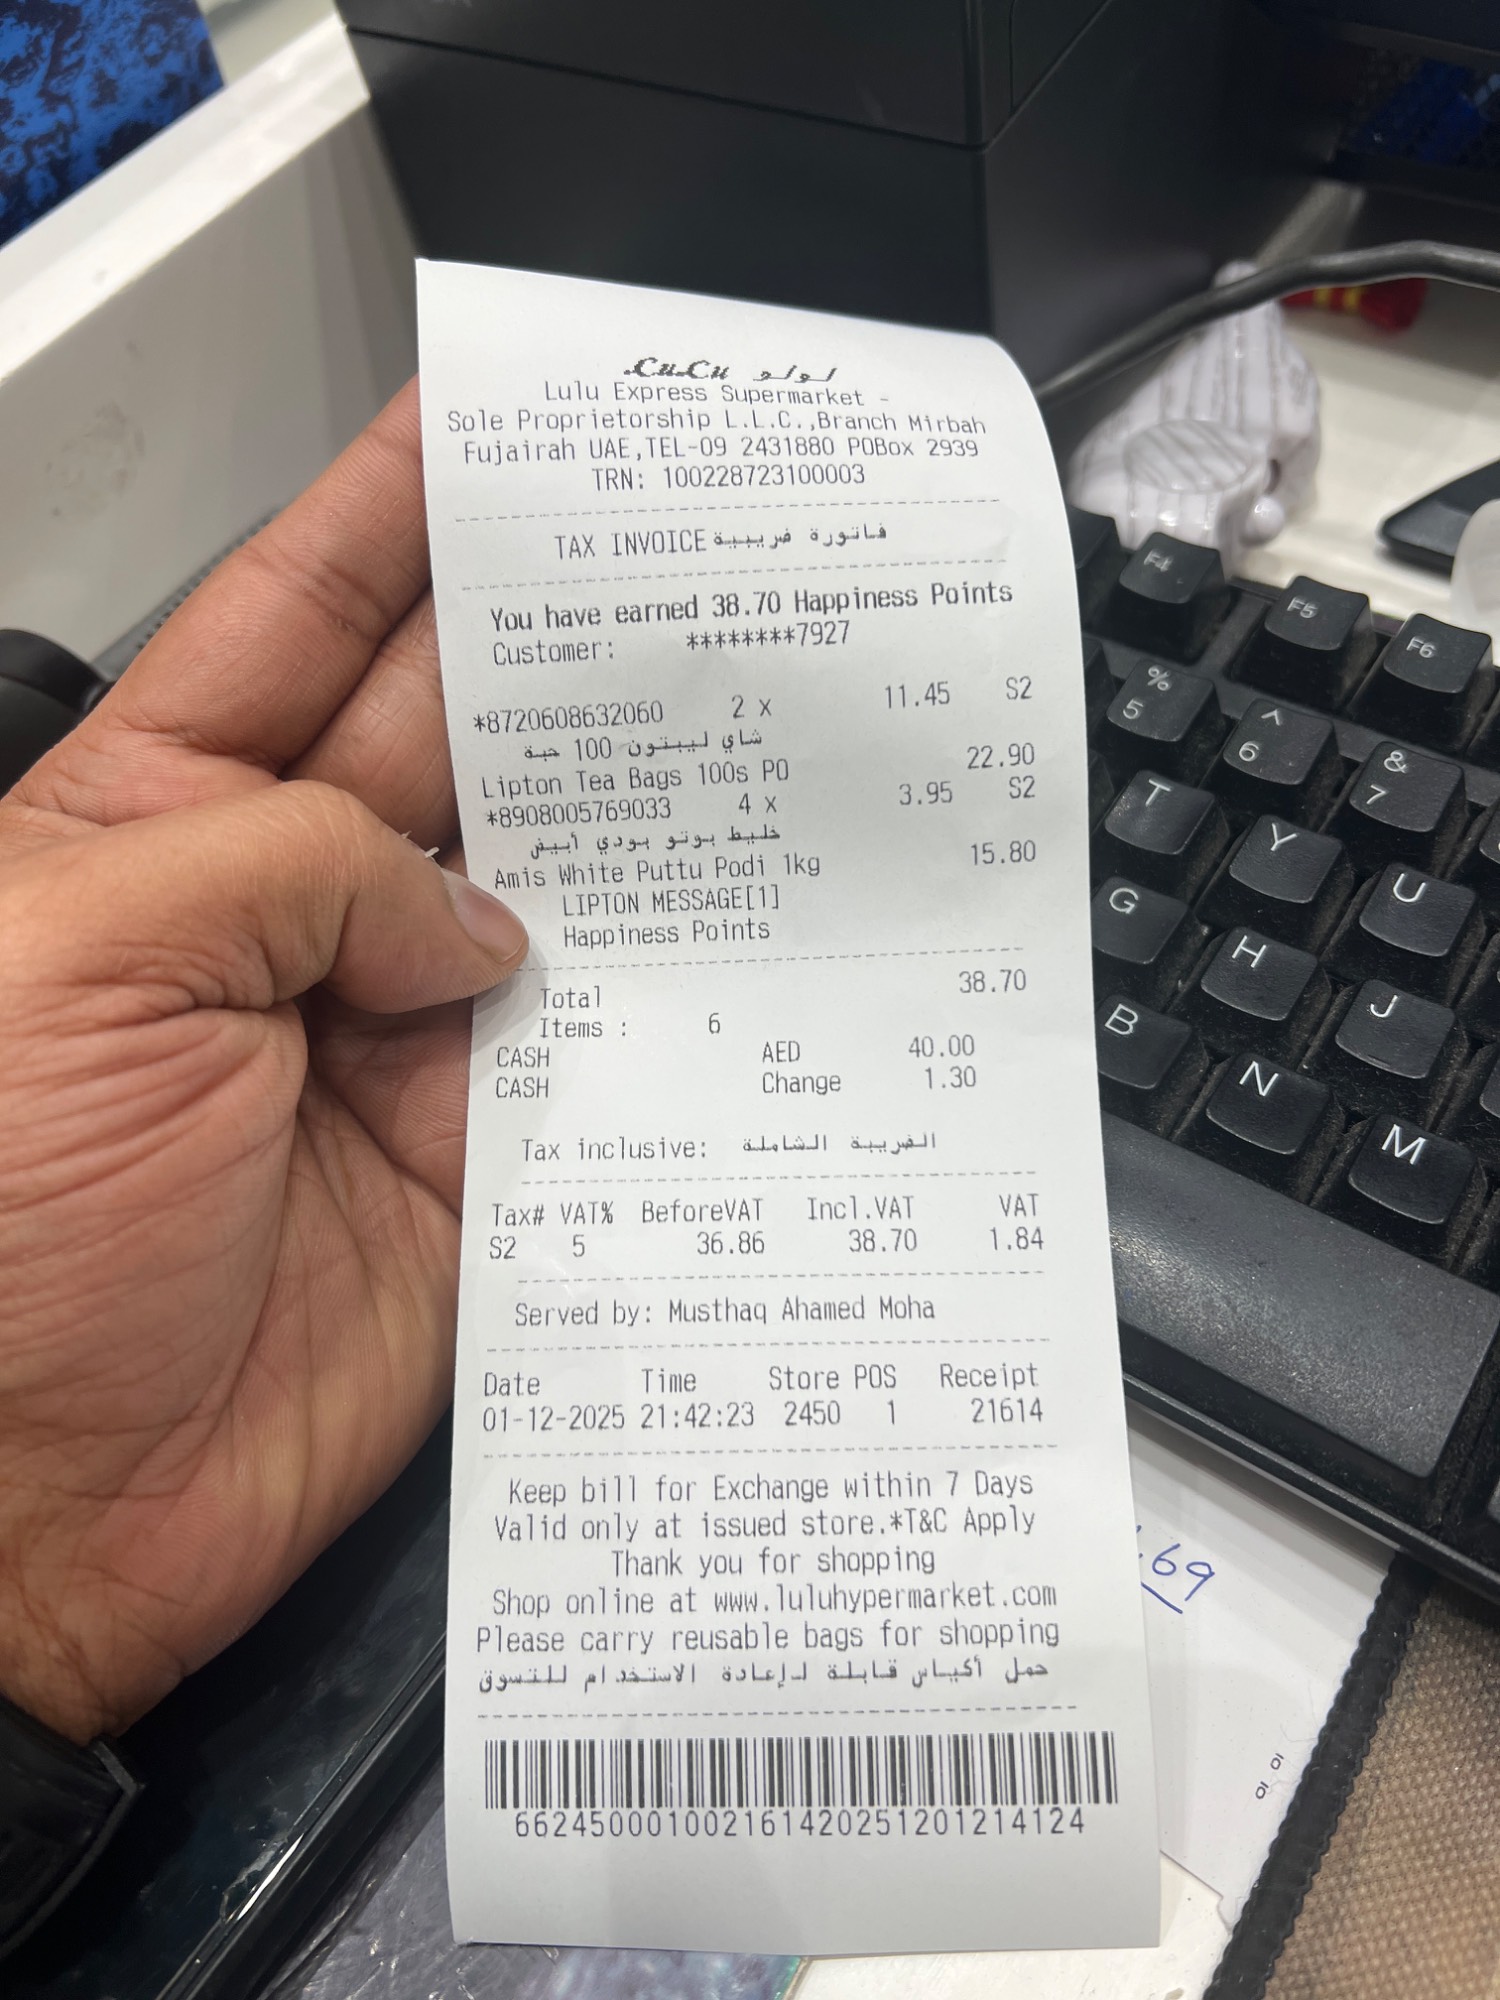 LuLu لولو
Lulu Express Supermarket -
Sole Proprietorship L.L.C.,Branch Mirbah
Fujairah UAE,TEL-09 2431880 POBox 2939
TRN: 100228723100003
TAX INVOICE فاتورة ضريبية
You have earned 38.70 Happiness Points
Customer: ********7927
*8720608632060 2 x 11.45 S2
شاي ليبتون 100 حبة
Lipton Tea Bags 100s PO 22.90
*8908005769033 4 x 3.95 S2
خليط بوتو بودي أبيض
Amis White Puttu Podi 1kg 15.80
LIPTON MESSAGE[1]
Happiness Points
Total 38.70
Items : 6
CASH AED 40.00
CASH Change 1.30
Tax inclusive: الضريبة الشاملة
Tax# VAT% BeforeVAT Incl.VAT VAT
S2 5 36.86 38.70 1.84
Served by: Musthaq Ahamed Moha
Date Time Store POS Receipt
01-12-2025 21:42:23 2450 1 21614
Keep bill for Exchange within 7 Days
Valid only at issued store.*T&C Apply
Thank you for shopping
Shop online at www.luluhypermarket.com
Please carry reusable bags for shopping
حمل أكياس قابلة لإعادة الاستخدام للتسوق
662450001002161420251201214124
F4 F5 F6
% 5 ^ 6 & 7
T Y U
G H J
B N M
69